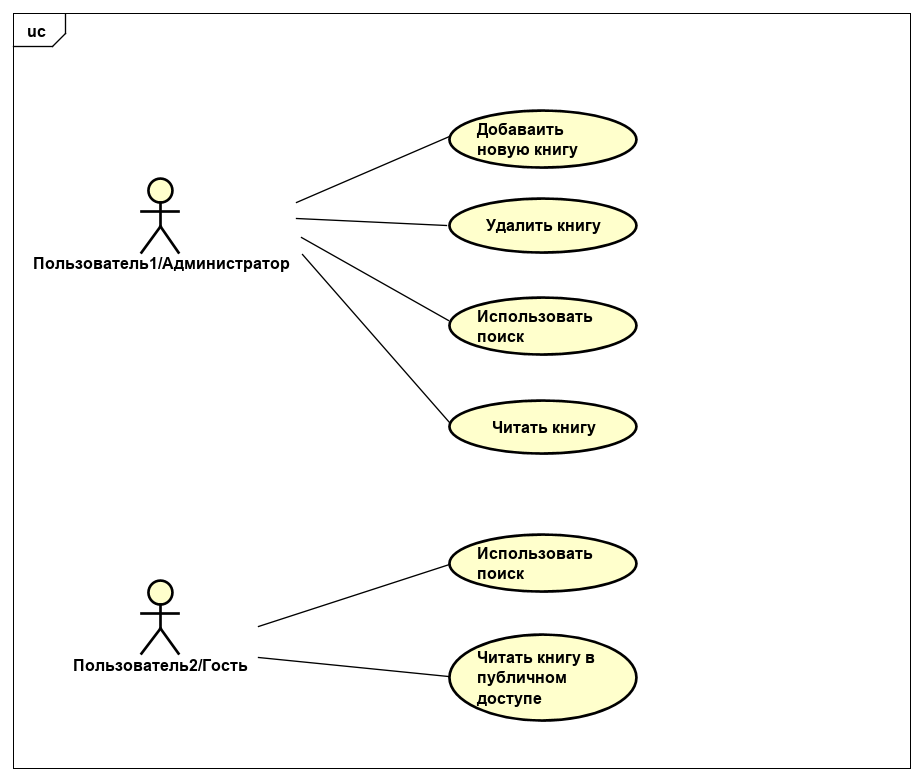 uc
Добаваить
новую книгу
Удалить книгу
Пользователь1/Администратор
Использовать
поиск
Читать книгу
Использовать
поиск
Пользователь2/Гость
Читать книгу в
публичном
доступе